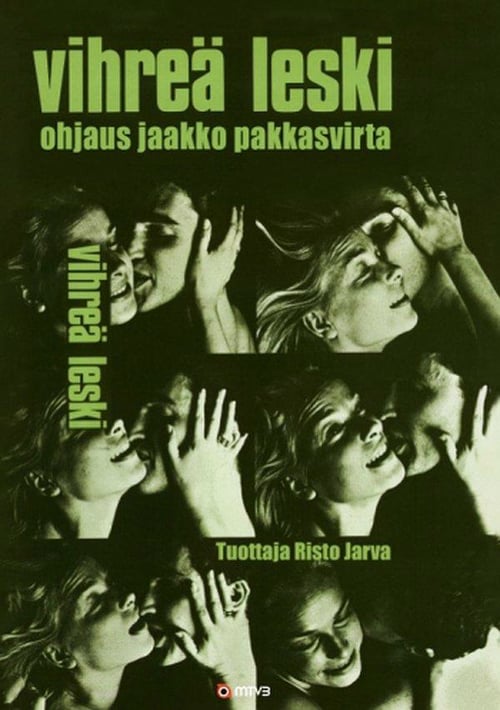 vihreä leski
ohjaus jaakko pakkasvirta
vihreä leski
Tuottaja Risto Jarva
MTV3